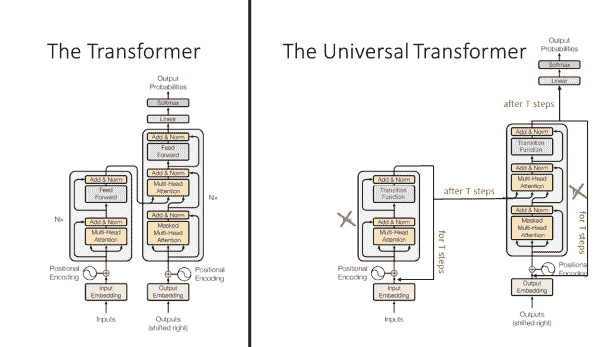 The Transformer
Output
Probabilities
Softmax
Linear
Add & Norm
Feed
Forward
Add & Norm
Multi-Head
Attention
Add & Norm
Masked
Multi-Head
Attention
Nx
Add & Norm
Feed
Forward
Add & Norm
Multi-Head
Attention
Nx
Positional
Encoding
Positional
Encoding
Input
Embedding
Output
Embedding
Inputs
Outputs
(shifted right)
The Universal Transformer
Output
Probabilities
Softmax
Linear
after T steps
Add & Norm
Transition
Function
Add & Norm
Multi-Head
Attention
Add & Norm
Masked
Multi-Head
Attention
for T steps
after T steps
Add & Norm
Transition
Function
Add & Norm
Multi-Head
Attention
for T steps
Positional
Encoding
Positional
Encoding
Input
Embedding
Output
Embedding
Inputs
Outputs
(shifted right)